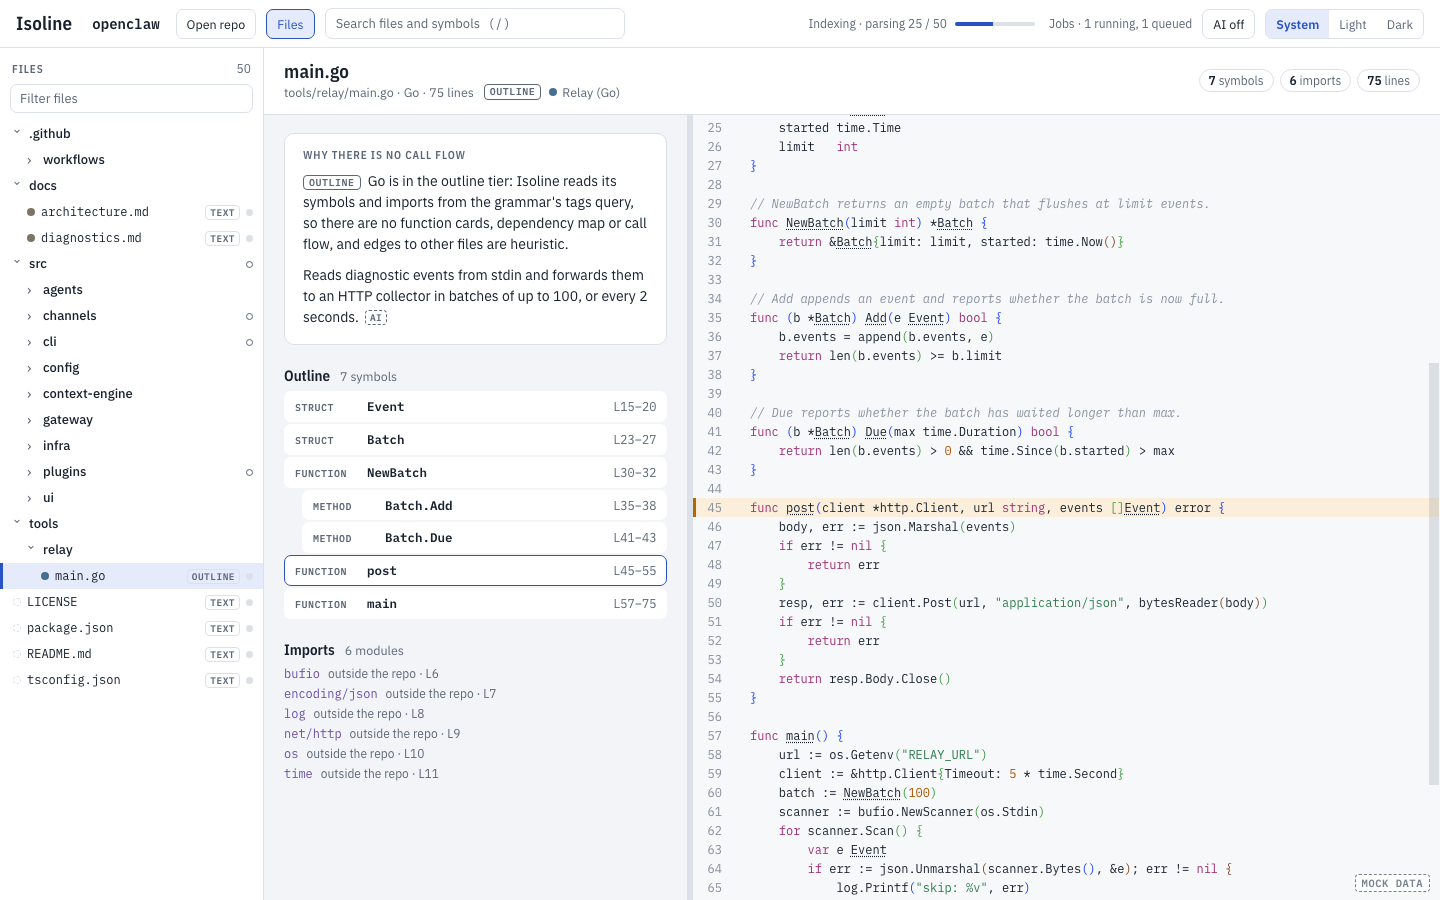 Isoline openclaw Open repo Files Search files and symbols (/) Indexing · parsing 25 / 50 Jobs · 1 running, 1 queued AI off System Light Dark
FILES 50
Filter files
.github
workflows
docs
architecture.md TEXT
diagnostics.md TEXT
src
agents
channels
cli
config
context-engine
gateway
infra
plugins
ui
tools
relay
main.go OUTLINE
LICENSE TEXT
package.json TEXT
README.md TEXT
tsconfig.json TEXT
main.go
tools/relay/main.go · Go · 75 lines OUTLINE Relay (Go)
7 symbols 6 imports 75 lines
WHY THERE IS NO CALL FLOW
OUTLINE Go is in the outline tier: Isoline reads its
symbols and imports from the grammar's tags query,
so there are no function cards, dependency map or call
flow, and edges to other files are heuristic.
Reads diagnostic events from stdin and forwards them
to an HTTP collector in batches of up to 100, or every 2
seconds. AI
Outline 7 symbols
STRUCT Event L15–20
STRUCT Batch L23–27
FUNCTION NewBatch L30–32
METHOD Batch.Add L35–38
METHOD Batch.Due L41–43
FUNCTION post L45–55
FUNCTION main L57–75
Imports 6 modules
bufio outside the repo · L6
encoding/json outside the repo · L7
log outside the repo · L8
net/http outside the repo · L9
os outside the repo · L10
time outside the repo · L11
25     started time.Time
26     limit   int
27 }
28
29 // NewBatch returns an empty batch that flushes at limit events.
30 func NewBatch(limit int) *Batch {
31     return &Batch{limit: limit, started: time.Now()}
32 }
33
34 // Add appends an event and reports whether the batch is now full.
35 func (b *Batch) Add(e Event) bool {
36     b.events = append(b.events, e)
37     return len(b.events) >= b.limit
38 }
39
40 // Due reports whether the batch has waited longer than max.
41 func (b *Batch) Due(max time.Duration) bool {
42     return len(b.events) > 0 && time.Since(b.started) > max
43 }
44
45 func post(client *http.Client, url string, events []Event) error {
46     body, err := json.Marshal(events)
47     if err != nil {
48         return err
49     }
50     resp, err := client.Post(url, "application/json", bytesReader(body))
51     if err != nil {
52         return err
53     }
54     return resp.Body.Close()
55 }
56
57 func main() {
58     url := os.Getenv("RELAY_URL")
59     client := &http.Client{Timeout: 5 * time.Second}
60     batch := NewBatch(100)
61     scanner := bufio.NewScanner(os.Stdin)
62     for scanner.Scan() {
63         var e Event
64         if err := json.Unmarshal(scanner.Bytes(), &e); err != nil {
65             log.Printf("skip: %v", err)
MOCK DATA